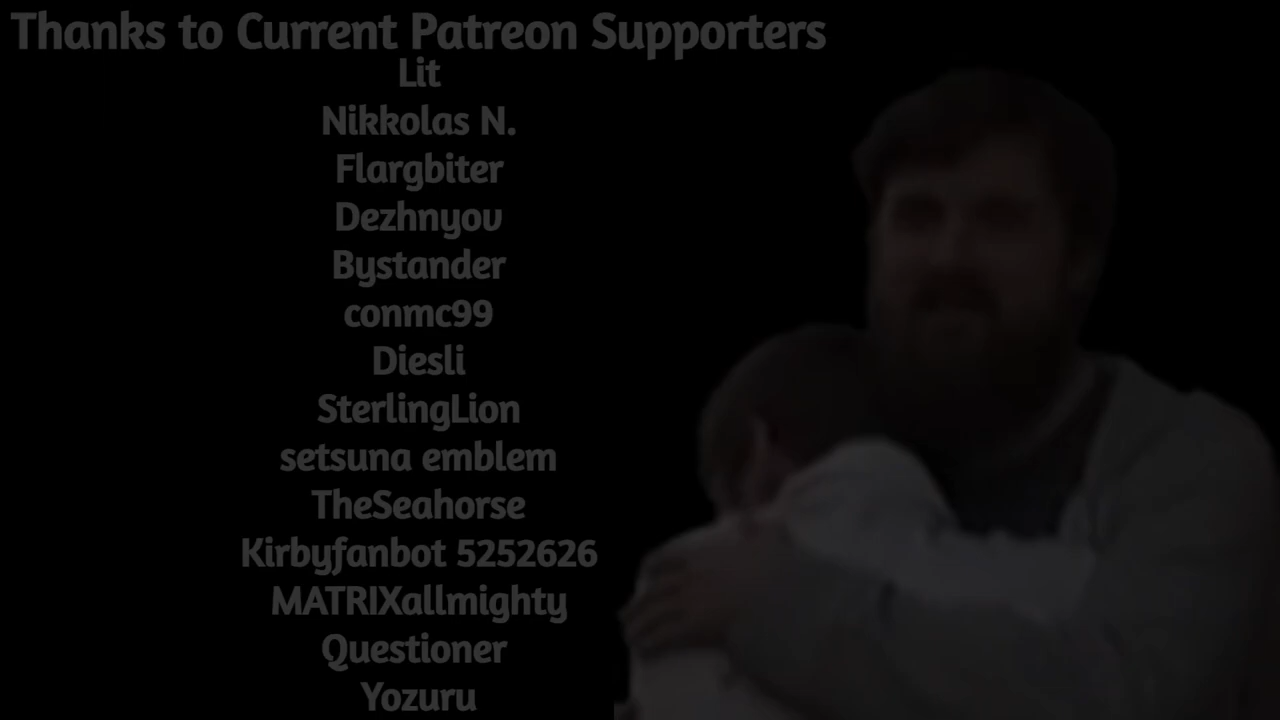 Thanks to Current Patreon Supporters
Lit
Nikkolas N.
Flargbiter
Dezhnyov
Bystander
conmc99
Diesli
SterlingLion
setsuna emblem
TheSeahorse
Kirbyfanbot 5252626
MATRIXallmighty
Questioner
Yozuru